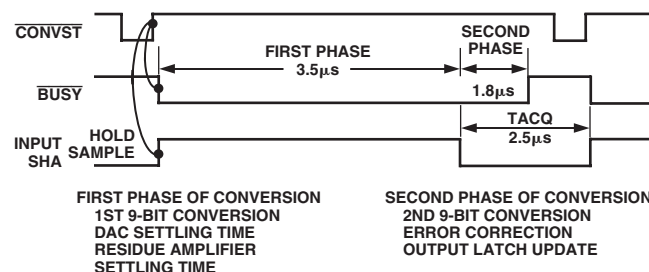 CONVST
FIRST PHASE
3.5μs
SECOND
PHASE
BUSY
1.8μs
INPUT
SHA
HOLD
SAMPLE
TACQ
2.5μs
FIRST PHASE OF CONVERSION
1ST 9-BIT CONVERSION
DAC SETTLING TIME
RESIDUE AMPLIFIER
SETTLING TIME
SECOND PHASE OF CONVERSION
2ND 9-BIT CONVERSION
ERROR CORRECTION
OUTPUT LATCH UPDATE